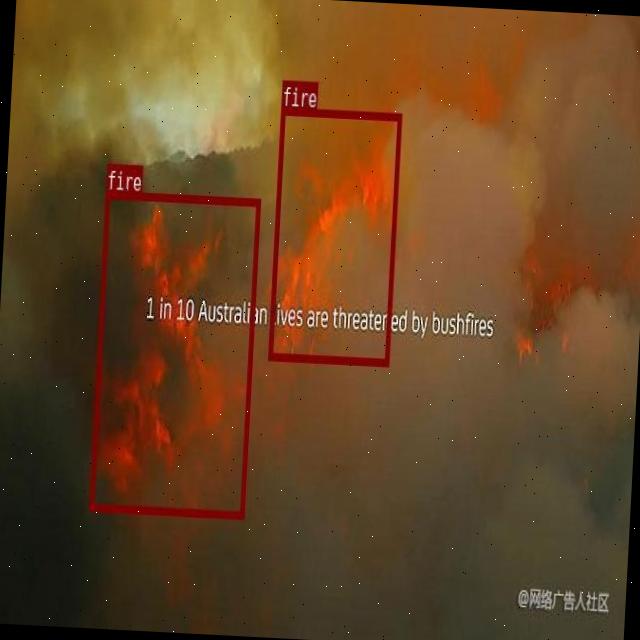 fire
fire
1 in 10 Australian lives are threatened by bushfires
@网络广告人社区